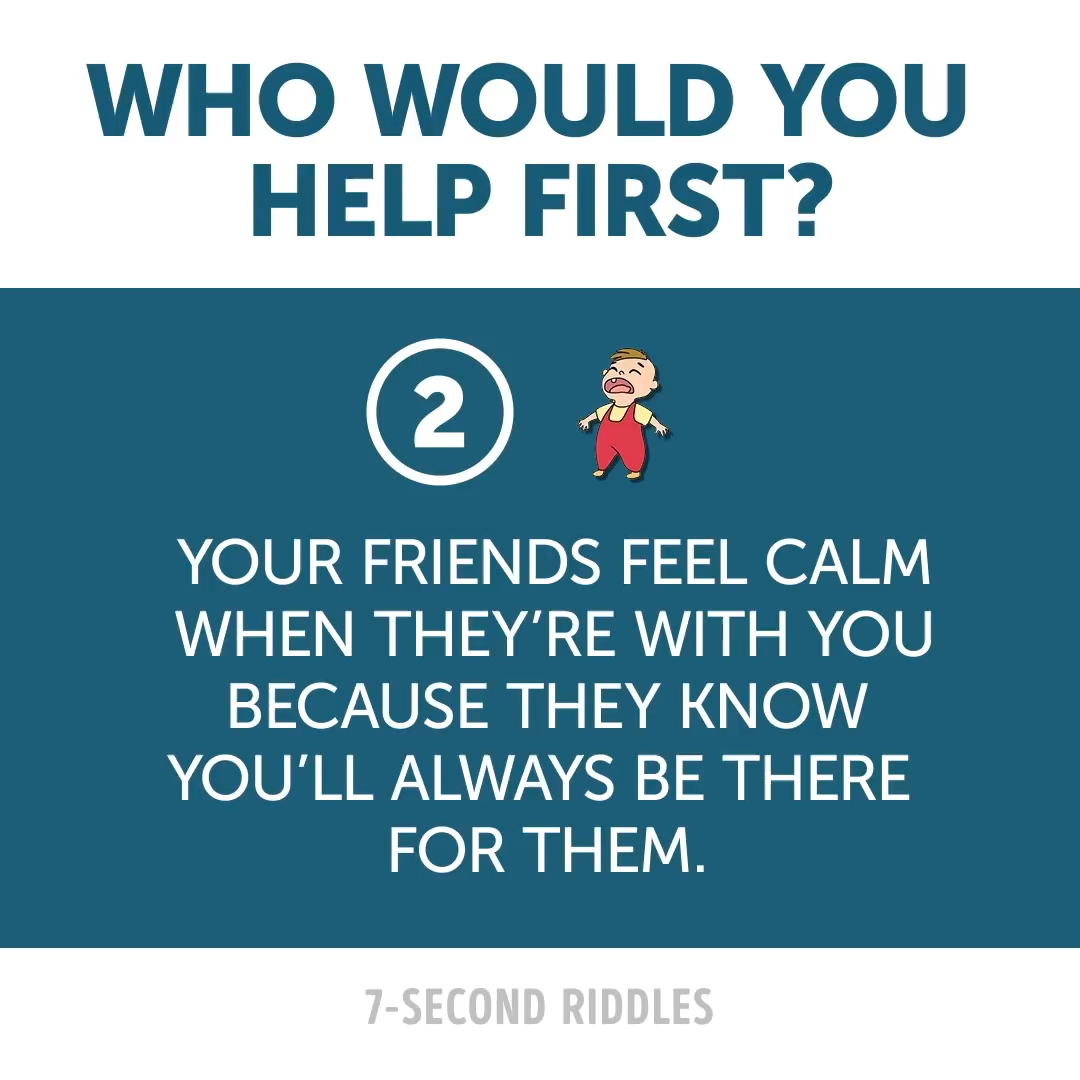 WHO WOULD YOU
HELP FIRST?
2
YOUR FRIENDS FEEL CALM
WHEN THEY’RE WITH YOU
BECAUSE THEY KNOW
YOU’LL ALWAYS BE THERE
FOR THEM.
7-SECOND RIDDLES